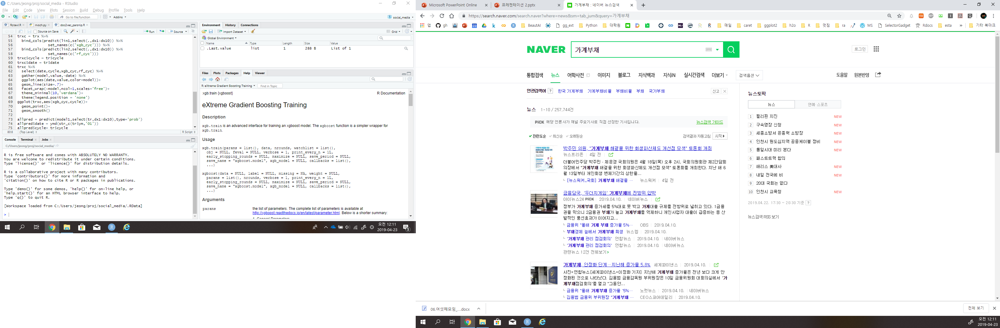 C:/Users/jeong/proj/social_media - RStudio
File Edit Code View Plots Session Build Debug Profile Tools Help
Go to file/function Addins social_media
Rcrawl.R nvsch.py doc2vec_parsnip.R
Source on Save Run Source
54 trxc = trx %>%
55 bind_cols(predict(lin1,select(.,dx1:dx10)) %>%
56 set_names(c('xgb_cyc'))) %>%
57 bind_cols(predict(lin2,select(.,dx1:dx10)) %>%
58 set_names(c('rf_cyc')))
59 trxc$cycle = tr$cycle
60 trxc$date = tr$date
61 trxc %>%
62 select(date,cycle,xgb_cyc,rf_cyc) %>%
63 gather(model,value,-date) %>%
64 ggplot(aes(date,value,color=model))+
65 geom_line(size=.7)+
66 facet_wrap(~model,ncol=1,scales='free')+
67 theme_minimal(10,'verdana')+
68 theme(legend.position = 'none')
69 ggplot(trxc,aes(xgb_cyc,cycle))+
70 geom_point()+
71 geom_smooth()
72
73 allpred = predict(model1,select(tr,dx1:dx10),type='prob')
74 allpred$date = ymd(str_c(tr$ym,'01'))
75 allpred$cycle= tr$cycle
80:8 (Top Level) R Script
Console Terminal Jobs
C:/Users/jeong/proj/social_media/
R is free software and comes with ABSOLUTELY NO WARRANTY.
You are welcome to redistribute it under certain conditions.
Type 'license()' or 'licence()' for distribution details.
R is a collaborative project with many contributors.
Type 'contributors()' for more information and
'citation()' on how to cite R or R packages in publications.
Type 'demo()' for some demos, 'help()' for on-line help, or
'help.start()' for an HTML browser interface to help.
Type 'q()' to quit R.
[Workspace loaded from C:/Users/jeong/proj/social_media/.RData]
>
Environment History Connections
Import Dataset Grid
Global Environment
Name Type Length Size Value
.Last.value list 1 288 B List of 1
Files Plots Packages Help Viewer
R: eXtreme Gradient Boosting Training Find in Topic
xgb.train {xgboost} R Documentation
eXtreme Gradient Boosting Training
Description
xgb.train is an advanced interface for training an xgboost model. The xgboost function is a simpler wrapper for
xgb.train.
Usage
xgb.train(params = list(), data, nrounds, watchlist = list(),
obj = NULL, feval = NULL, verbose = 1, print_every_n = 1L,
early_stopping_rounds = NULL, maximize = NULL, save_period = NULL,
save_name = "xgboost.model", xgb_model = NULL, callbacks = list(),
...)
xgboost(data = NULL, label = NULL, missing = NA, weight = NULL,
params = list(), nrounds, verbose = 1, print_every_n = 1L,
early_stopping_rounds = NULL, maximize = NULL, save_period = NULL,
save_name = "xgboost.model", xgb_model = NULL, callbacks = list(),
...)
Arguments
params the list of parameters. The complete list of parameters is available at
http://xgboost.readthedocs.io/en/latest/parameter.html. Below is a shorter summary:
1. General Parameters
오전 12:11
2019-04-23
3
Microsoft PowerPoint Online 프레젠테이션 2.pptx 가계부채 : 네이버 뉴스검색
https://search.naver.com/search.naver?where=news&sm=tab_jum&query=가계부채
앱 gh BeautAI gg_ext Python 대학원 매일 caret ggplot2 h2o R 멋짐 ra MS SelectorGadget Rdocs esta » 기타 북마크
NAVER 가계부채 로그인
통합검색 뉴스 어학사전 이미지 블로그 지식백과 지식iN 실시간검색 더보기 검색옵션 도움말 원본반영
연관검색어 ? 한국 가계부채 가계부채비율 부채비율 부채 국가부채 신고
뉴스 1-10 / 257,744건
PiCK 해당 언론사가 채널 주요기사로 직접 선정한 기사입니다. 뉴스검색 가이드
관련도순 최신순 오래된순 검색결과 자동고침 시작
박주민 의원, "가계부채 해결을 위한 회생파산제도 개선점 모색" 토론회 개최
뉴스프리존 4일 전
더불어민주당 박주민 · 제윤경 국회의원은 4월 18일(목) 오후 2시, 국회의원회관 제2간담회
의장에서 "가계부채 해결을 위한 회생파산제도 개선점 모색" 토론회를 개최한다. 지난 해 6
월 13일부터 개인회생 변제기간의 상한을...
[뉴스워커_국회] 가계부채 해결을 ... 뉴스워커 4일 전
금융당국, '두더지게임' 가계부채에 전방위 압박
아이뉴스24 PiCK 2019.04.10. 네이버뉴스
정부가 가계부채 증가세를 5%대로 못 박고 가계대출 규제를 전방위로 넓히고 있다. 1금융
권을 막으니 2금융권 부채가 늘고 가계부채를 억제하니 개인사업자 대출이 급증하는 등 산
발적인 풍선효과가 이어지고...
금융위 "올해 가계 부채 증가율 5%... OBS 2019.04.10.
부채경제 늪에서 가계부채 희생 뉴스렙 2019.04.10.
'가계부채 관리 점검회의' 연합뉴스 2019.04.10. 네이버뉴스
'가계부채 관리 점검회의' 연합뉴스 2019.04.10. 네이버뉴스
관련뉴스 12건 전체보기
가계부채, 안정화 단계…지난해 증가율 5.8% 세계파이낸스 2019.04.10.
사진=연합뉴스[세계파이낸스=이정화 기자] 지난해 가계부채 증가율은 전년 보다 크게 안
정화된 것으로 나타났다. 김용범 금융감독원 부위원장은 10일 금융위원회 대회의실에서 '가
계부채점검회의'를 열고 "그동안...
금융위 "올해 가계부채 증가율 '5%... 노컷뉴스 2019.04.10. 네이버뉴스
김용범 금융위 부위원장 "가계부채 ... CEO스코어데일리 2019.04.10.
뉴스토픽
뉴스 연예·스포츠
1 필리핀 지진 NEW
2 구속영장 신청 NEW
3 세종소방서 윤종혁 소방장 NEW
4 인천시 원도심지역 공중케이블 정비 NEW
5 통일시대 미리 본다 NEW
6 패스트트랙 합의
7 해리스 美대사 NEW
8 내일 전국에 비 NEW
9 20대 국회는 없다
10 인천시 교육청 NEW
2019.04.22. 17:30 ~ 20:30 기준 ?
뉴스검색 RSS 보기
06.여섯째모임_....docx 전체 보기
오전 12:11
2019-04-23